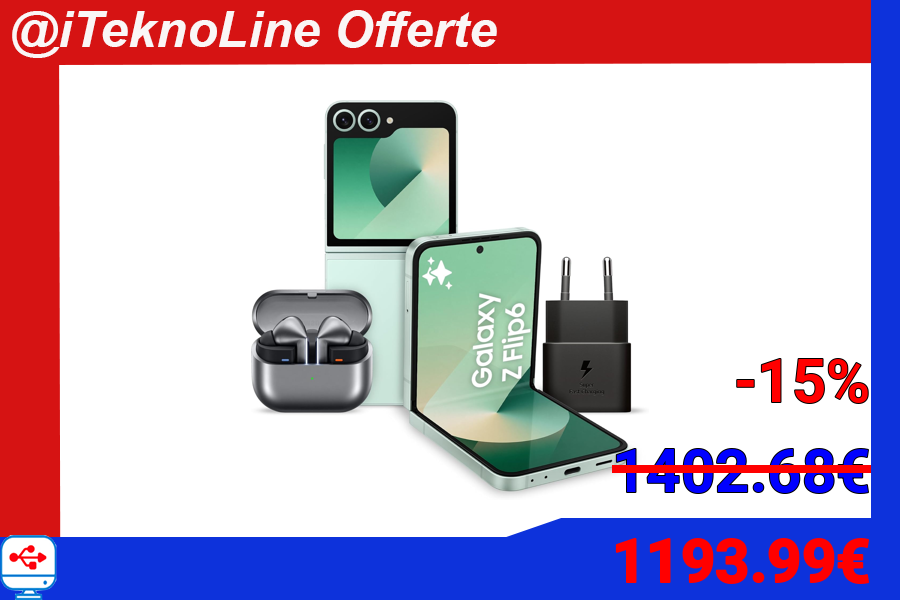 @iTeknoLine Offerte
Galaxy
Z Flip6
-15%
1402.68€
1193.99€